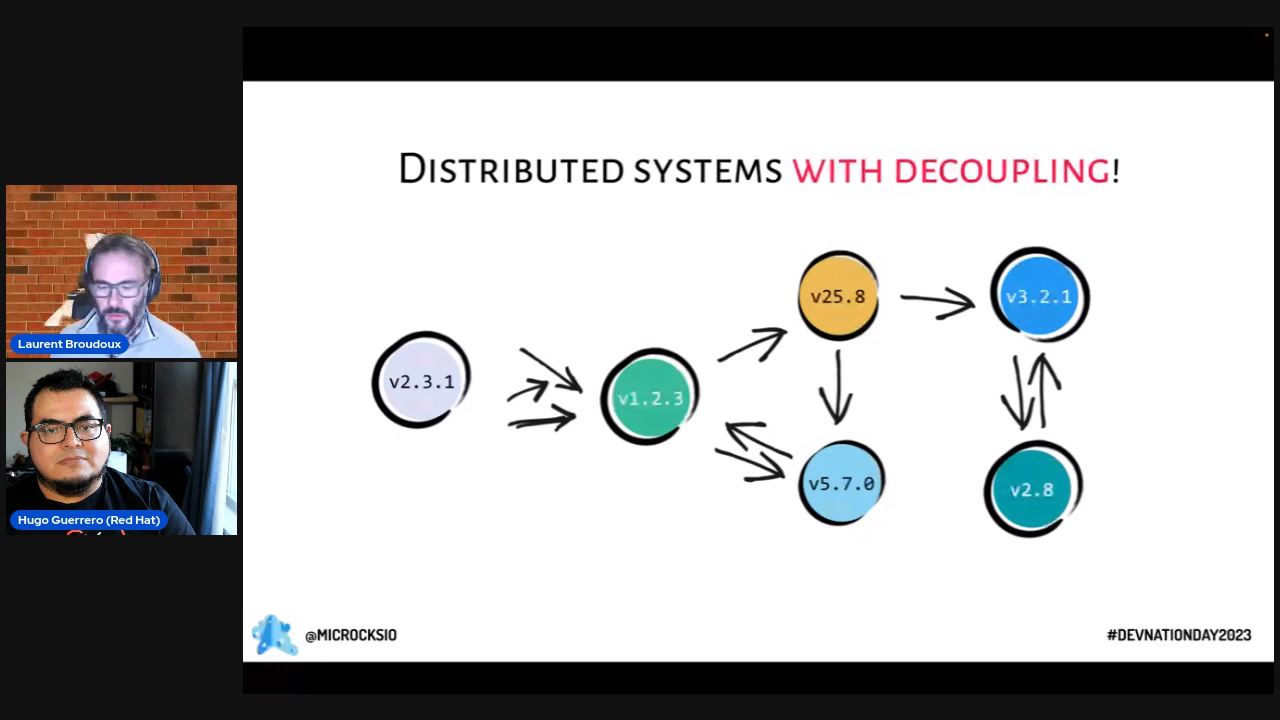 Distributed systems with decoupling!
v25.8
v3.2.1
v2.3.1
v1.2.3
v5.7.0
v2.8
Laurent Broudoux
Hugo Guerrero (Red Hat)
@MICROCKSIO
#DEVNATIONDAY2023